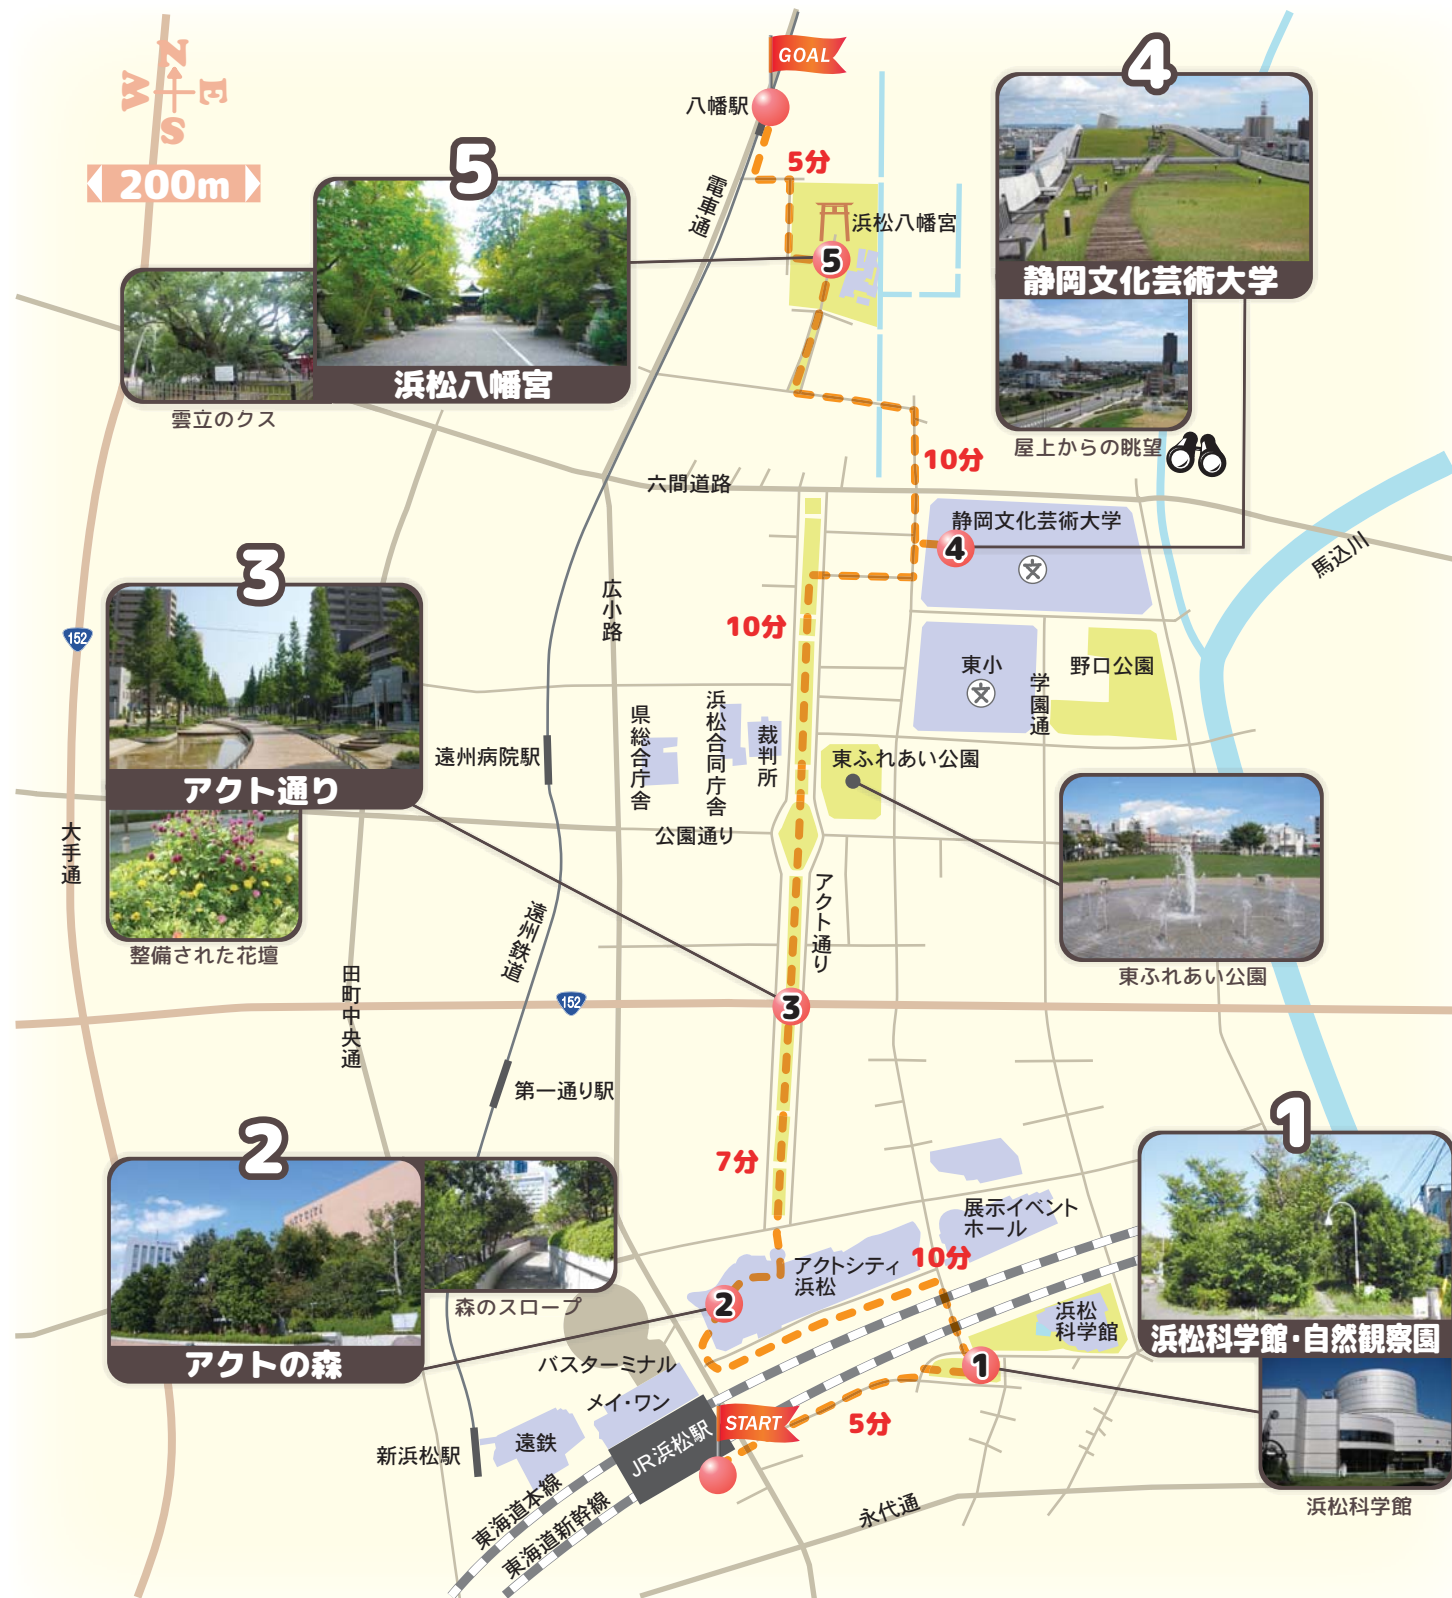 N
W
E
S
200m
GOAL
八幡駅
5分
電車通
浜松八幡宮
5
5
浜松八幡宮
雲立のクス
4
静岡文化芸術大学
屋上からの眺望
10分
六間道路
静岡文化芸術大学
4
文
馬込川
3
アクト通り
整備された花壇
152
広小路
10分
東小
文
学園通
野口公園
県総合庁舎
浜松合同庁舎
裁判所
東ふれあい公園
遠州病院駅
公園通り
大手通
アクト通り
東ふれあい公園
遠州鉄道
田町中央通
152
3
第一通り駅
7分
2
アクトの森
森のスロープ
1
浜松科学館・自然観察園
浜松科学館
展示イベント
ホール
10分
アクトシティ
浜松
2
浜松
科学館
1
バスターミナル
メイ・ワン
START
5分
JR浜松駅
新浜松駅
遠鉄
東海道本線
東海道新幹線
永代通